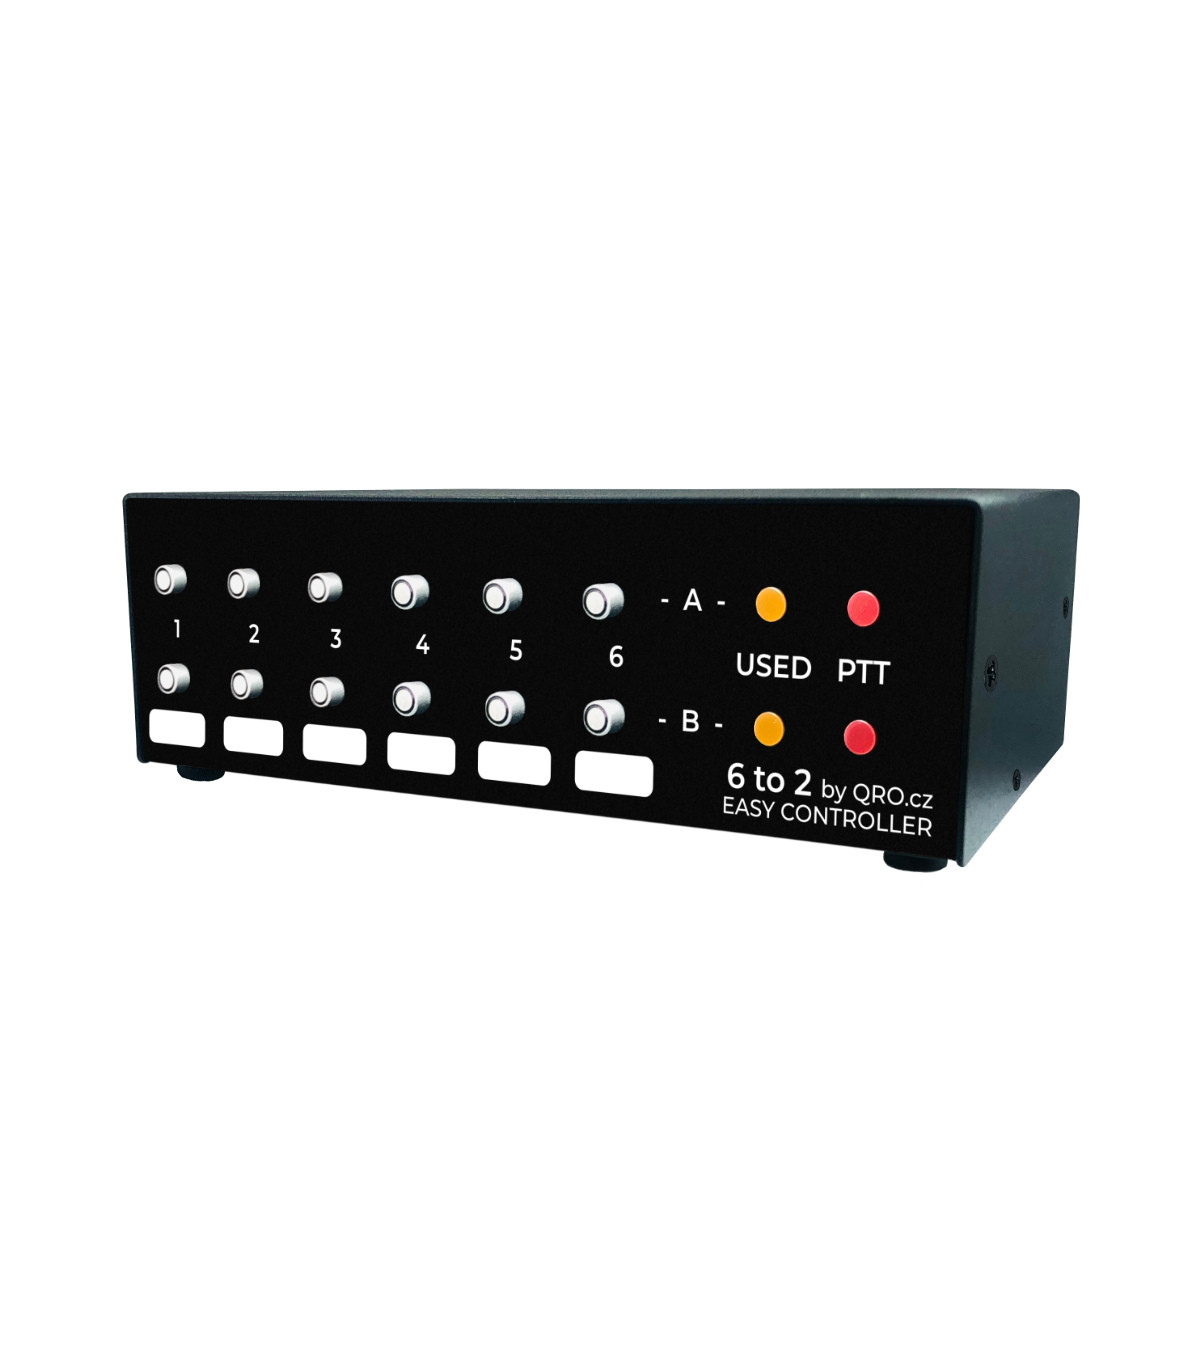 - A -
1 2 3 4 5 6
USED PTT
- B -
6 to 2 by QRO.cz
EASY CONTROLLER